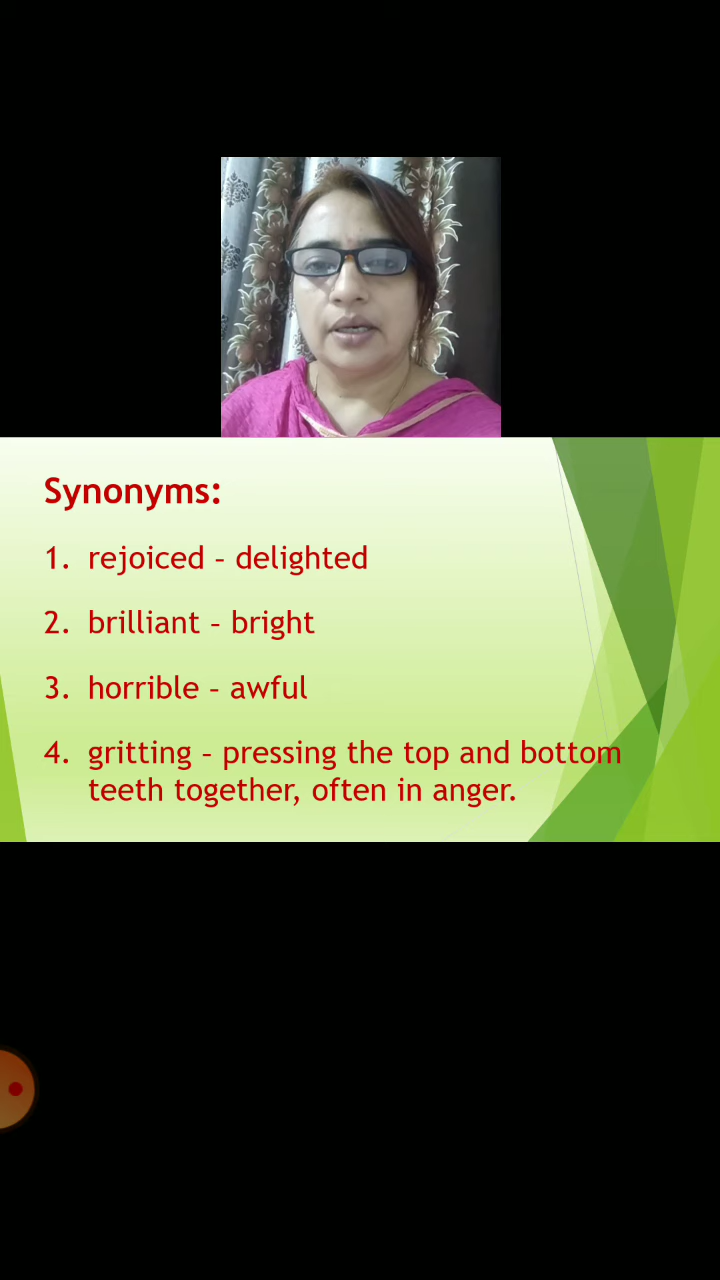 Synonyms:
1. rejoiced – delighted
2. brilliant – bright
3. horrible – awful
4. gritting – pressing the top and bottom
teeth together, often in anger.